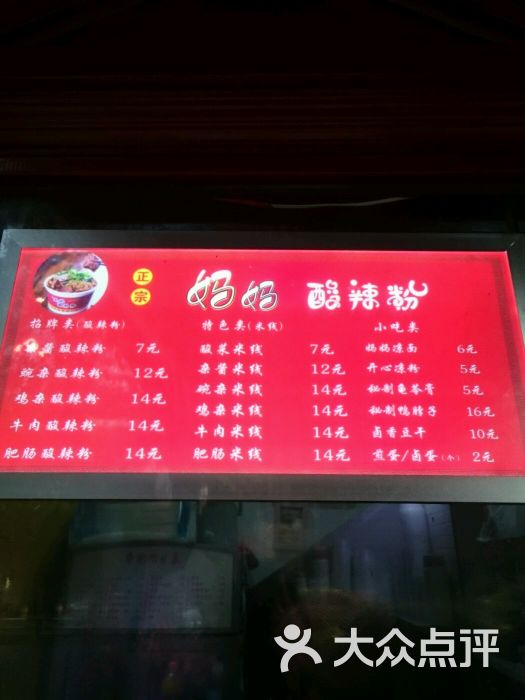 正宗 妈妈 酸辣粉
招牌类(酸辣粉)
杂酱酸辣粉 7元
豌杂酸辣粉 12元
鸡杂酸辣粉 14元
牛肉酸辣粉 14元
肥肠酸辣粉 14元
特色类(米线)
酸菜米线 7元
杂酱米线 12元
豌杂米线 14元
鸡杂米线 14元
牛肉米线 14元
肥肠米线 14元
小吃类
妈妈凉面 6元
开心凉粉 5元
秘制龟苓膏 5元
秘制鸭脖子 16元
卤香豆干 10元
煎蛋/卤蛋(个) 2元
大众点评